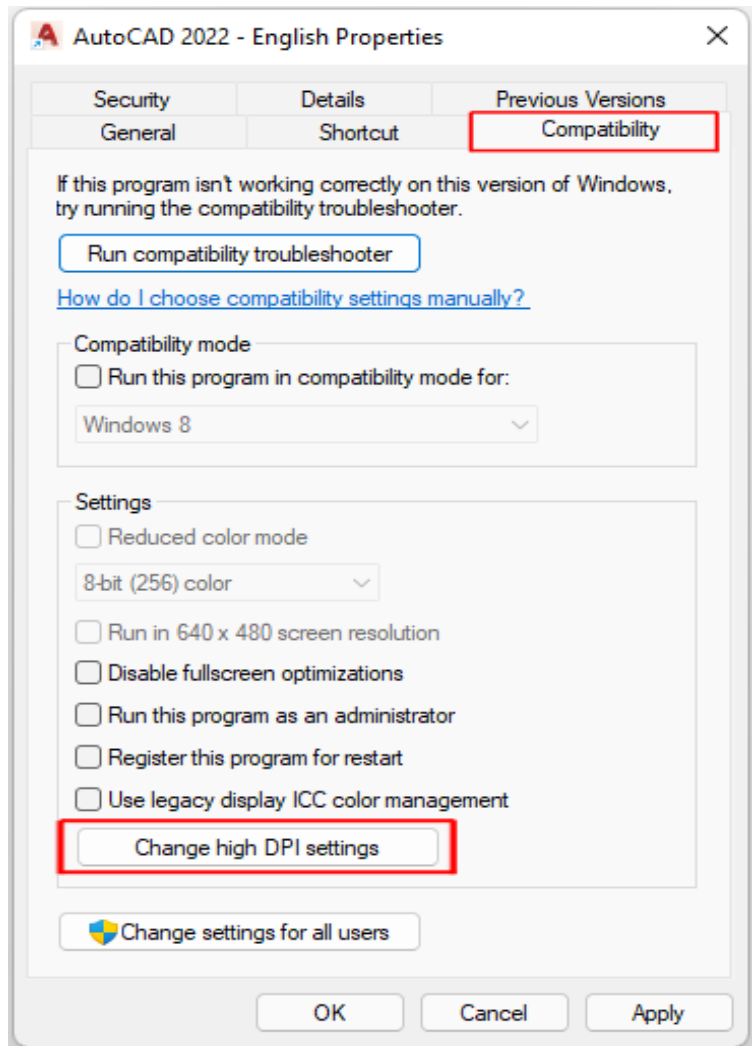 AutoCAD 2022 - English Properties
Security Details Previous Versions
General Shortcut Compatibility
If this program isn't working correctly on this version of Windows,
try running the compatibility troubleshooter.
Run compatibility troubleshooter
How do I choose compatibility settings manually?
Compatibility mode
Run this program in compatibility mode for:
Windows 8
Settings
Reduced color mode
8-bit (256) color
Run in 640 x 480 screen resolution
Disable fullscreen optimizations
Run this program as an administrator
Register this program for restart
Use legacy display ICC color management
Change high DPI settings
Change settings for all users
OK Cancel Apply